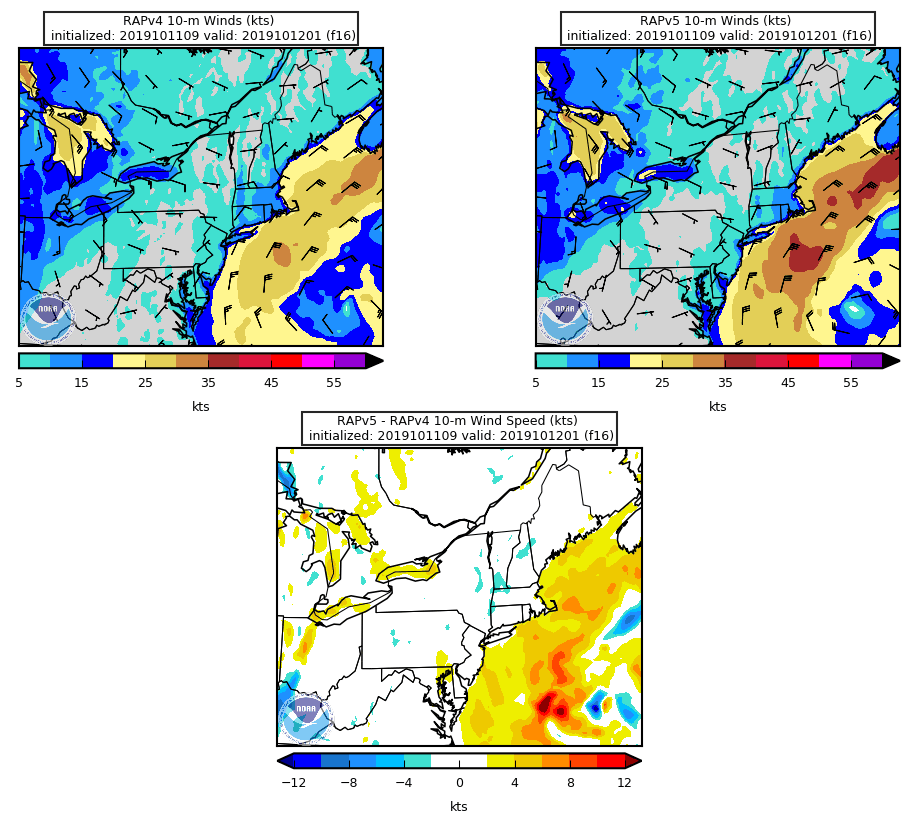 RAPv4 10-m Winds (kts)
initialized: 2019101109 valid: 2019101201 (f16)
NOAA
5 15 25 35 45 55
kts
RAPv5 10-m Winds (kts)
initialized: 2019101109 valid: 2019101201 (f16)
NOAA
5 15 25 35 45 55
kts
RAPv5 - RAPv4 10-m Wind Speed (kts)
initialized: 2019101109 valid: 2019101201 (f16)
NOAA
−12 −8 −4 0 4 8 12
kts